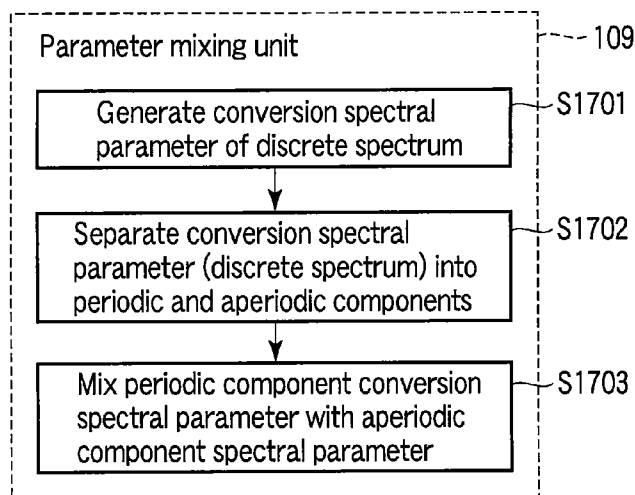 Parameter mixing unit
109
Generate conversion spectral
parameter of discrete spectrum
S1701
Separate conversion spectral
parameter (discrete spectrum) into
periodic and aperiodic components
S1702
Mix periodic component conversion
spectral parameter with aperiodic
component spectral parameter
S1703